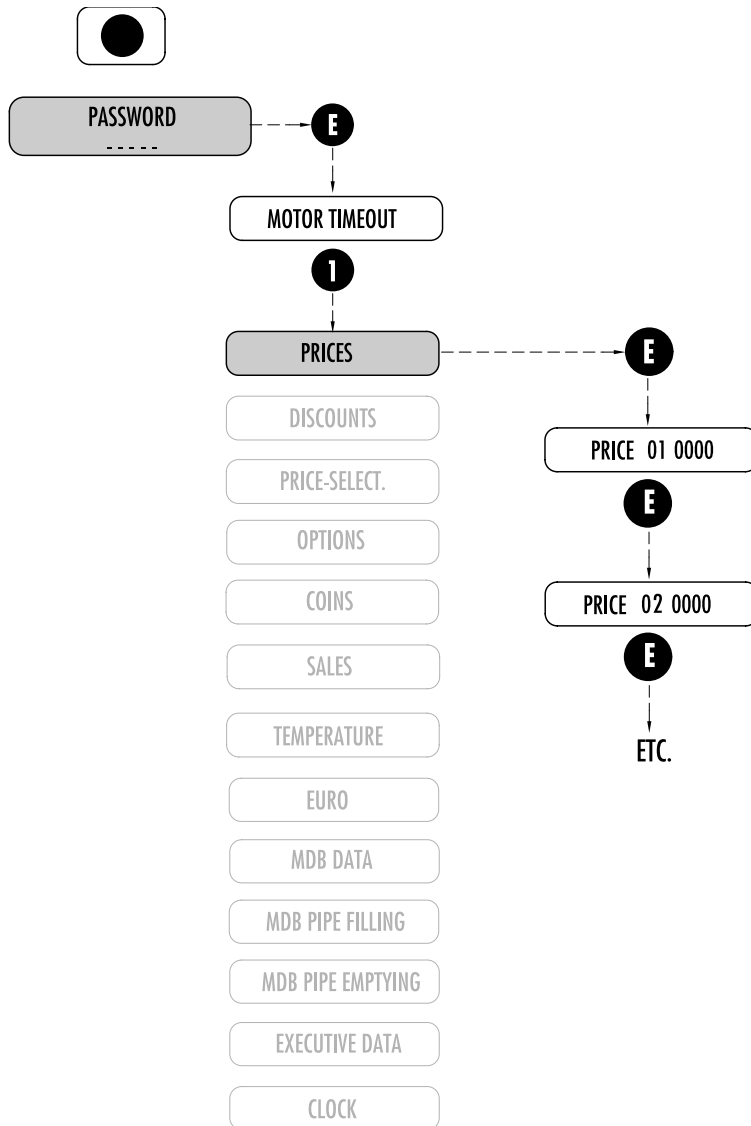 PASSWORD
- - - - -
E
MOTOR TIMEOUT
1
PRICES
E
DISCOUNTS
PRICE 01 0000
PRICE-SELECT.
E
OPTIONS
COINS
PRICE 02 0000
SALES
E
TEMPERATURE
ETC.
EURO
MDB DATA
MDB PIPE FILLING
MDB PIPE EMPTYING
EXECUTIVE DATA
CLOCK